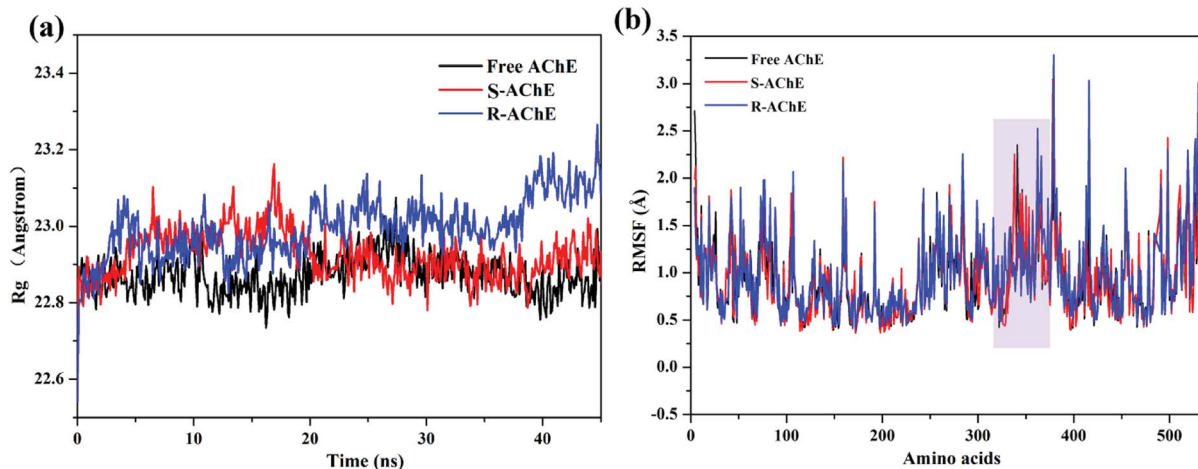 (a)
23.4
23.2
23.0
22.8
22.6
Rg (Angstrom)
Free AChE
S-AChE
R-AChE
0
10
20
30
40
Time (ns)
(b)
3.5
3.0
2.5
2.0
1.5
1.0
0.5
0.0
-0.5
RMSF (Å)
Free AChE
S-AChE
R-AChE
0
100
200
300
400
500
Amino acids